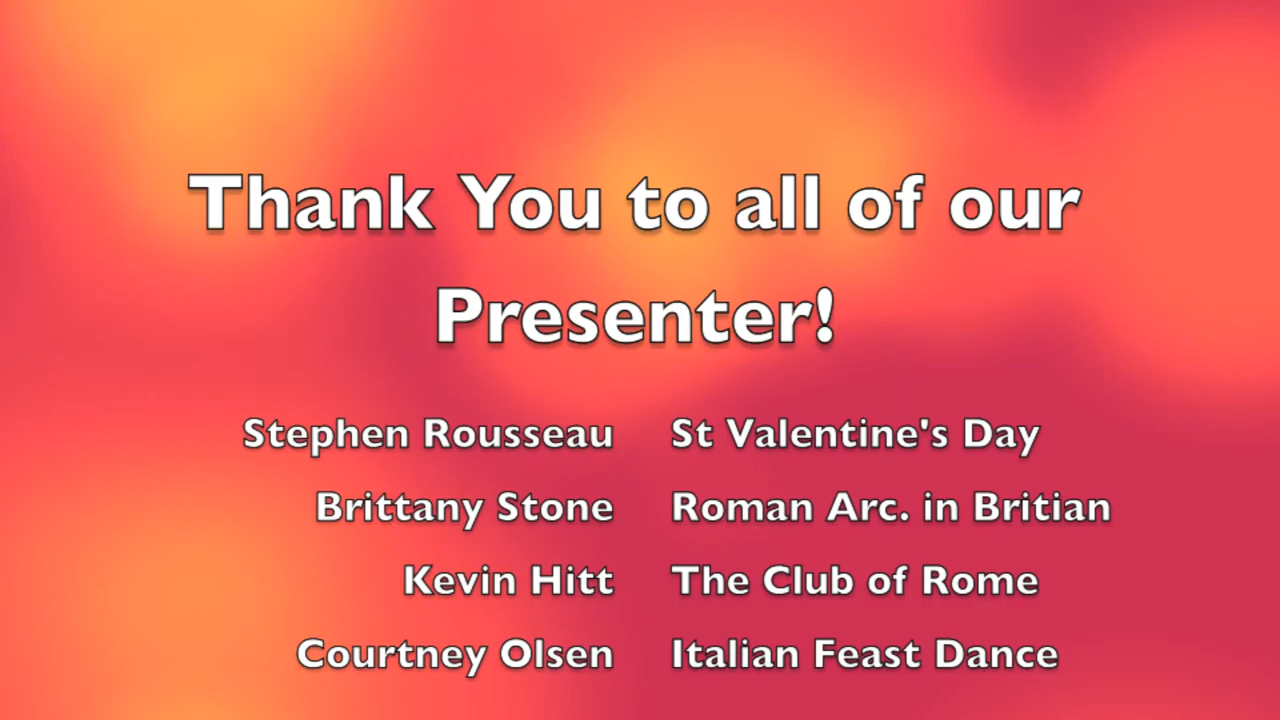 Thank You to all of our
Presenter!
Stephen Rousseau St Valentine's Day
Brittany Stone Roman Arc. in Britian
Kevin Hitt The Club of Rome
Courtney Olsen Italian Feast Dance